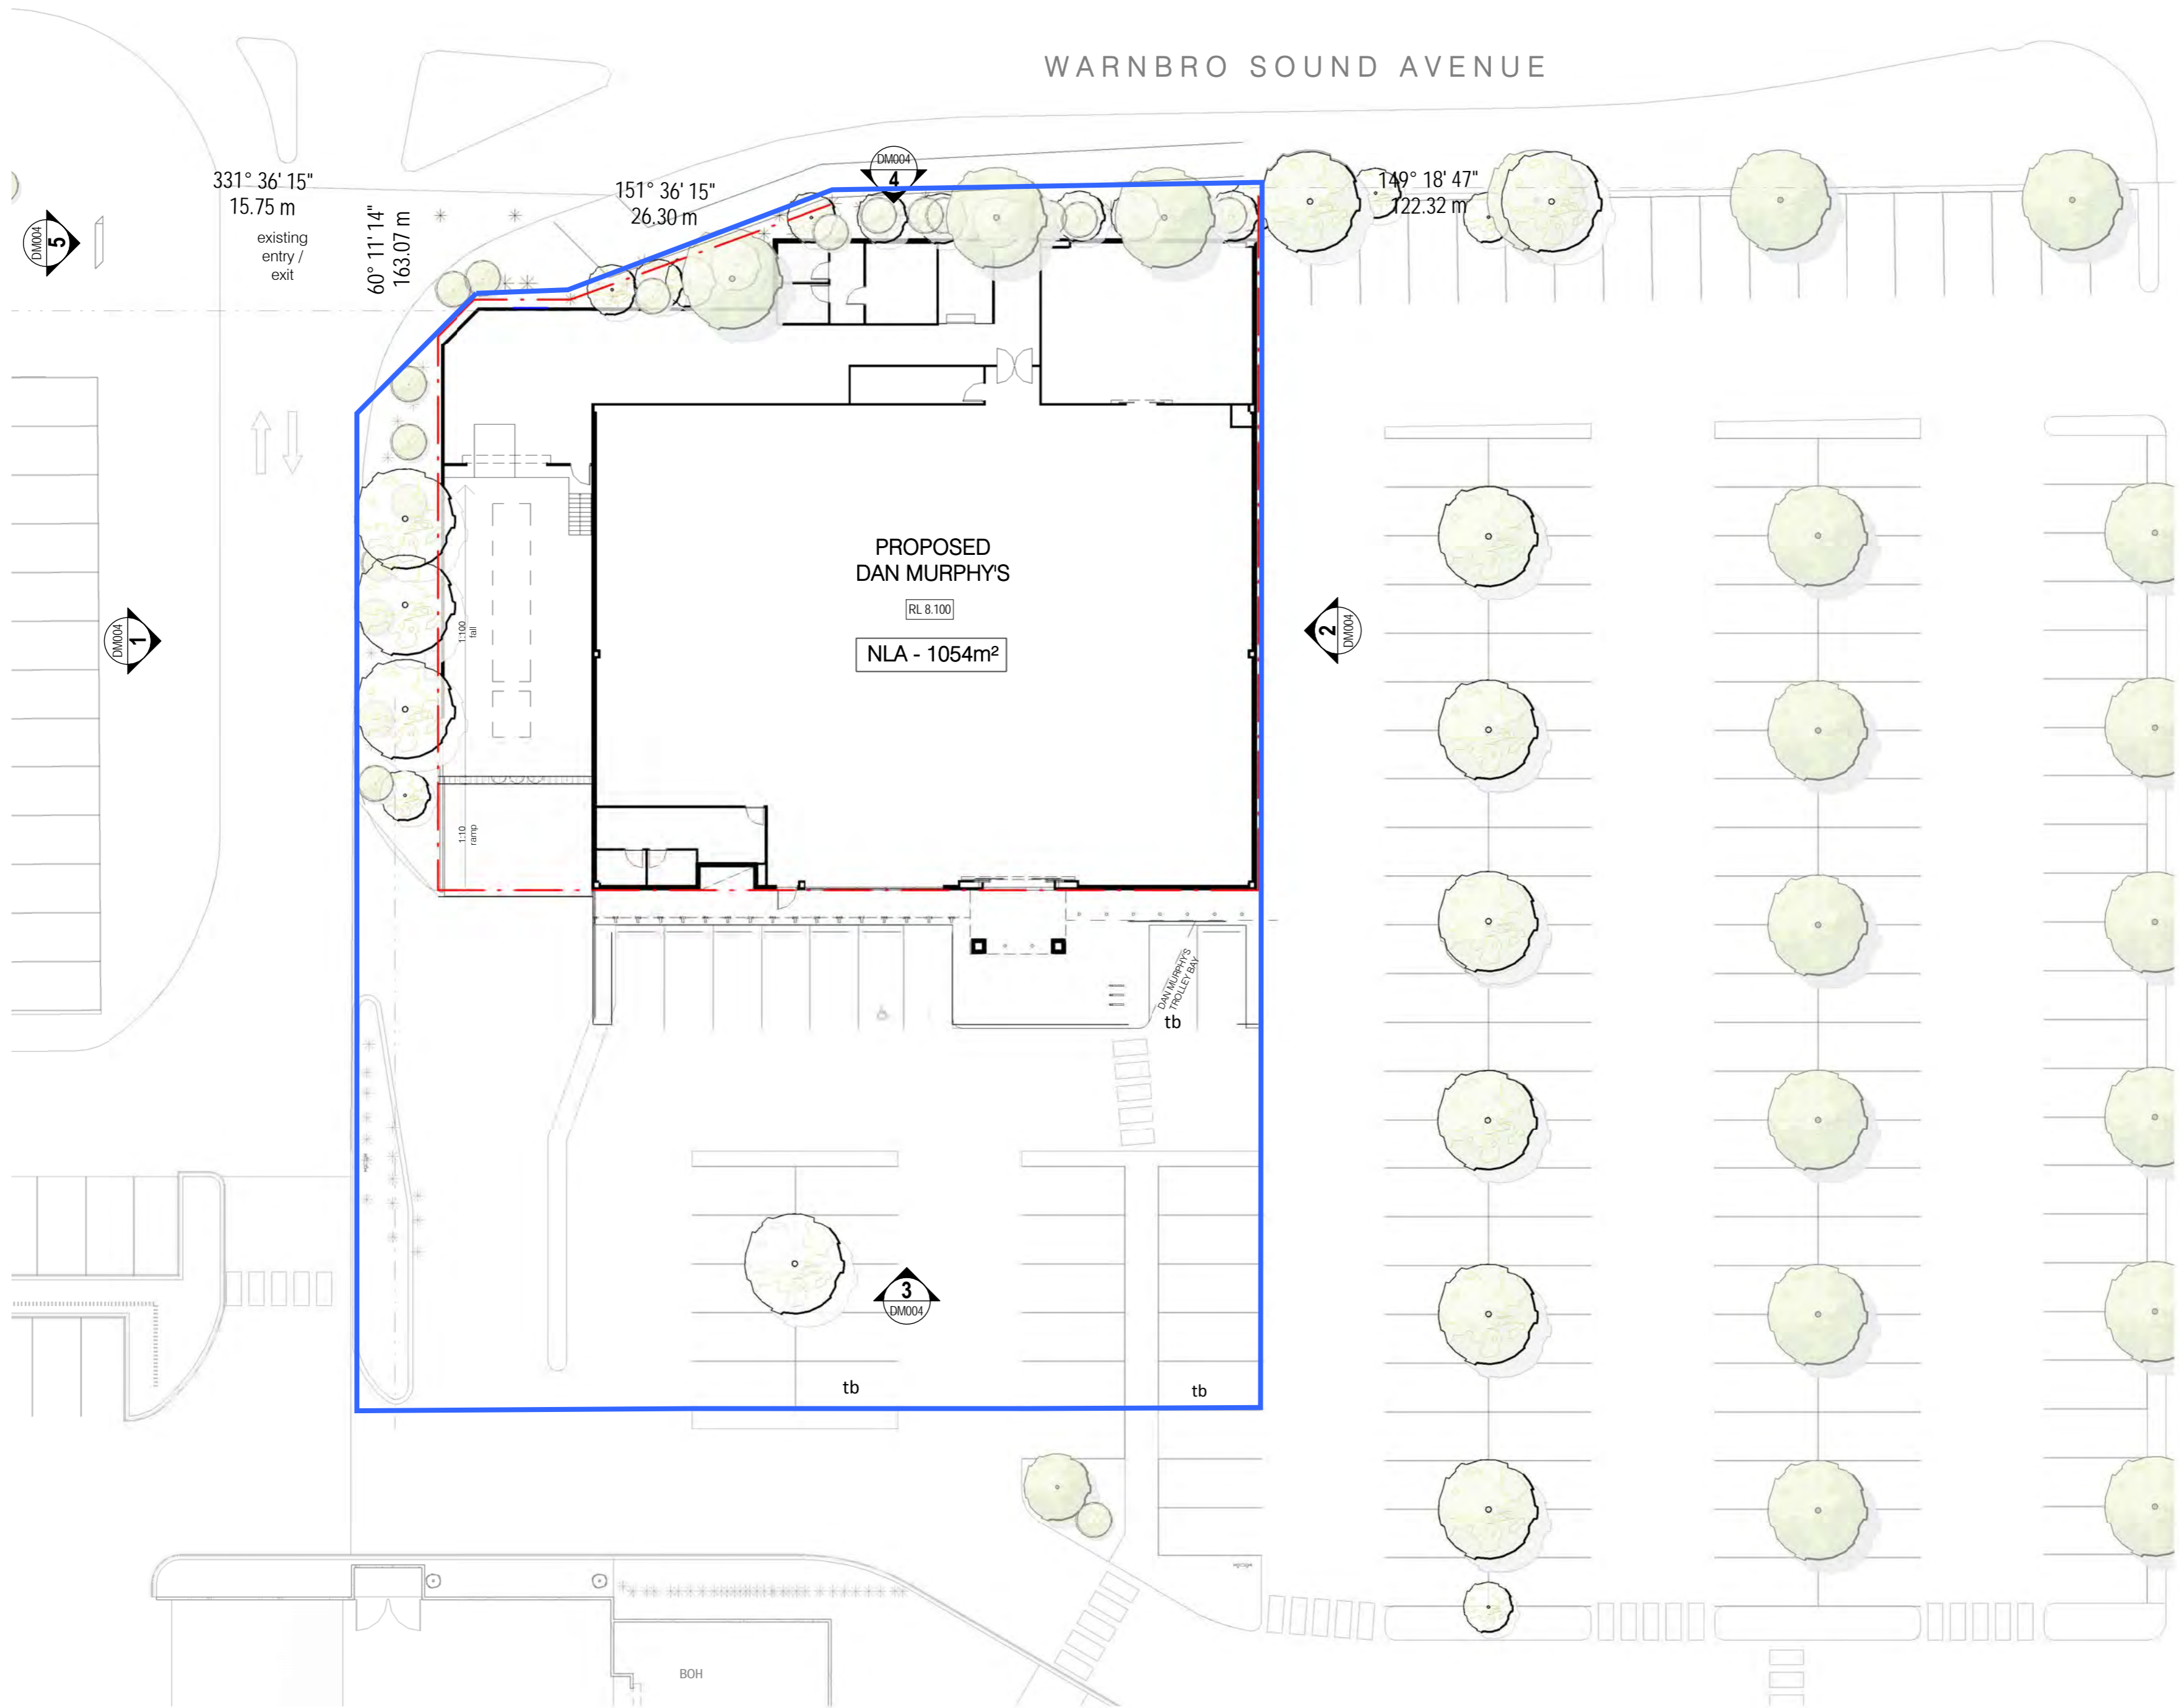 WARNBRO SOUND AVENUE
331° 36' 15"
15.75 m
existing
entry /
exit
60° 11' 14"
163.07 m
151° 36' 15"
26.30 m
DM004
4
149° 18' 47"
122.32 m
DM004
5
DM004
1
PROPOSED
DAN MURPHY'S
RL 8.100
NLA - 1054m²
2
DM004
1:100
fall
1:10
ramp
DAN MURPHY'S
TROLLEY BAY
tb
3
DM004
tb
tb
BOH